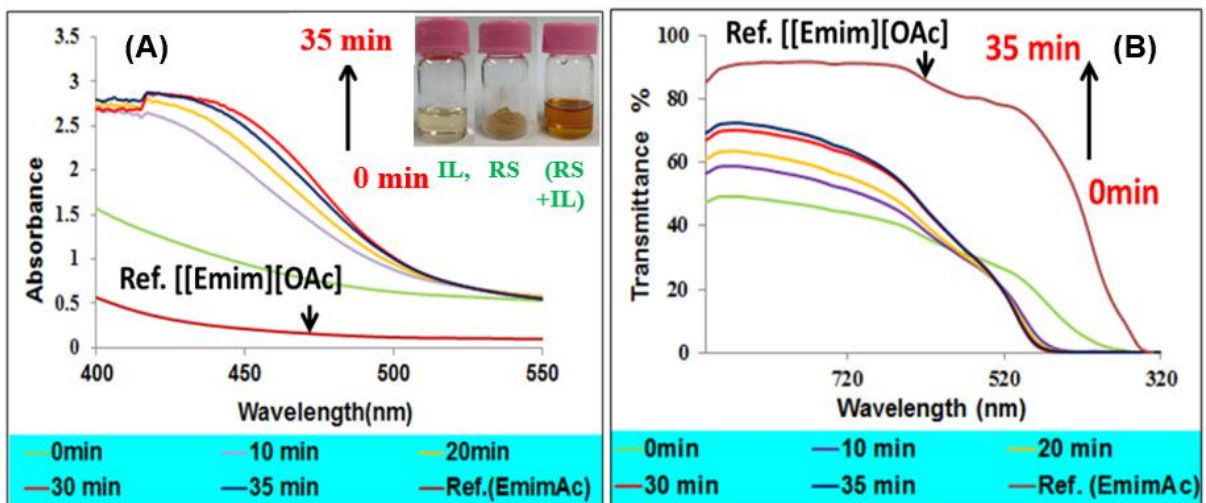 (A)
3.5
3
2.5
2
1.5
1
0.5
0
Absorbance
35 min
0 min
IL, RS (RS
+IL)
Ref. [[Emim][OAc]
400 450 500 550
Wavelength(nm)
0min 10 min 20min
30 min 35 min Ref.(EmimAc)
(B)
100
80
60
40
20
0
Transmittance %
Ref. [[Emim][OAc]
35 min
0min
720 520 320
Wavelength (nm)
0min 10 min 20 min
30 min 35 min Ref. (EmimAc)